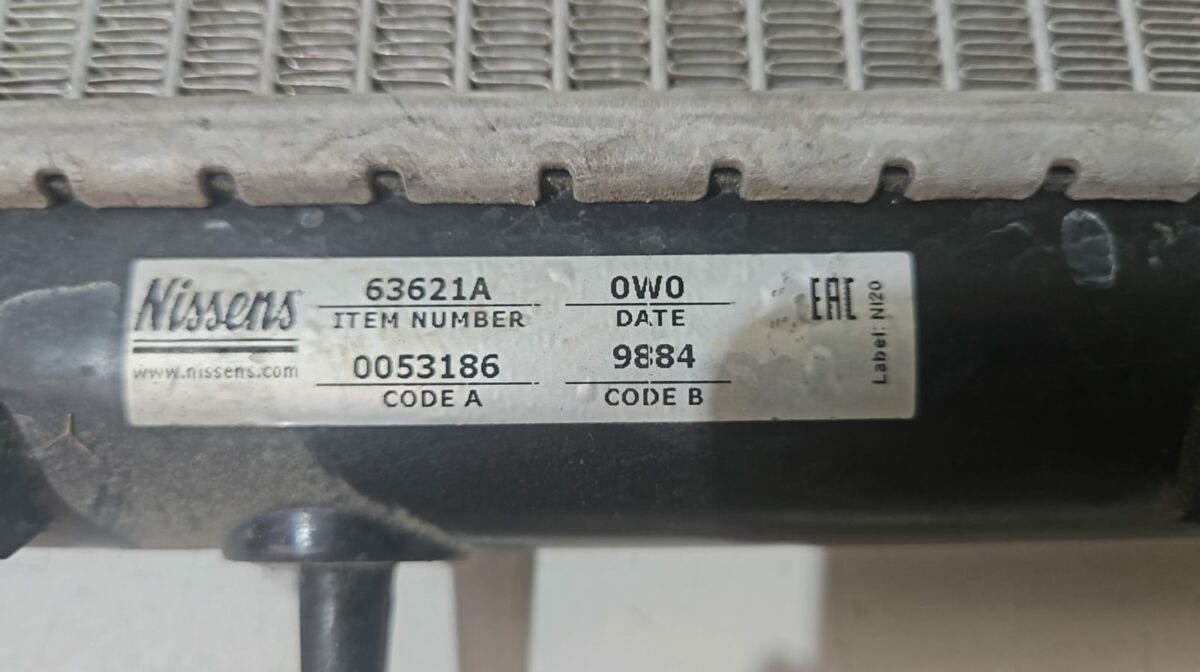 Nissens
www.nissens.com
63621A
ITEM NUMBER
0053186
CODE A
0W0
DATE
9884
CODE B
EAC
Label: NI20